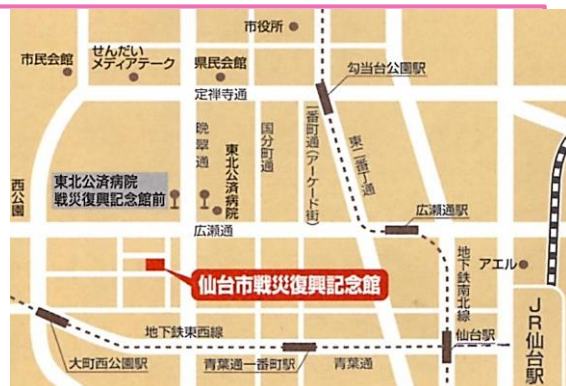 市役所
市民会館
せんだい
メディアテーク
県民会館
勾当台公園駅
定禅寺通
晩翠通
国分町通
一番町通(アーケード街)
東二番丁通
西公園
東北公済病院
戦災復興記念館前
東北公済病院
広瀬通駅
広瀬通
地下鉄南北線
アエル
仙台市戦災復興記念館
JR仙台駅
地下鉄東西線
仙台駅
大町西公園駅
青葉通一番町駅
青葉通